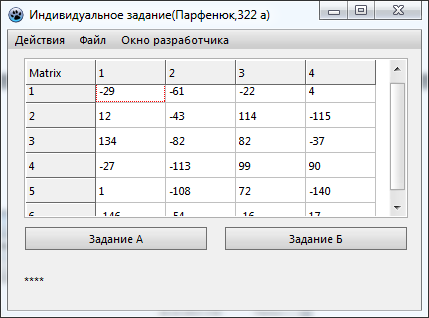 Индивидуальное задание(Парфенюк,322 а)
Действия Файл Окно разработчика
Matrix 1 2 3 4
1 -29 -61 -22 4
2 12 -43 114 -115
3 134 -82 82 -37
4 -27 -113 99 90
5 1 -108 72 -140
6 -146 -54 -16 17
Задание А Задание Б
****